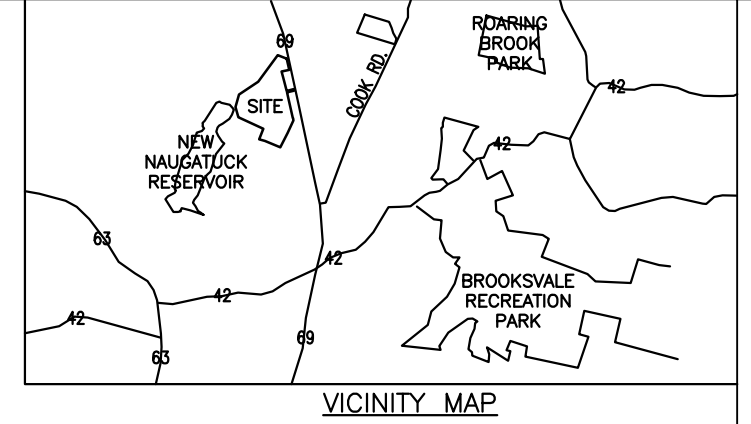 ROARING
BROOK
PARK
69
COOK RD.
42
SITE
NEW
NAUGATUCK
RESERVOIR
42
63
42
42
BROOKSVALE
RECREATION
PARK
42
69
63
VICINITY MAP